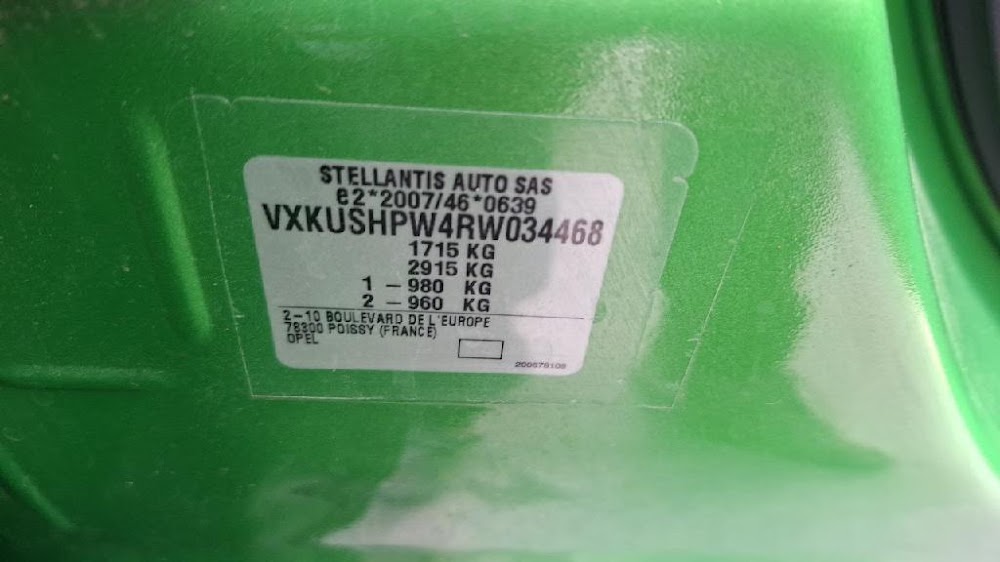 STELLANTIS AUTO SAS
e2*2007/46*0639
VXKUSHPW4RW034468
1715 KG
2915 KG
1 - 980 KG
2 - 960 KG
2-10 BOULEVARD DE L'EUROPE
78300 POISSY (FRANCE)
OPEL